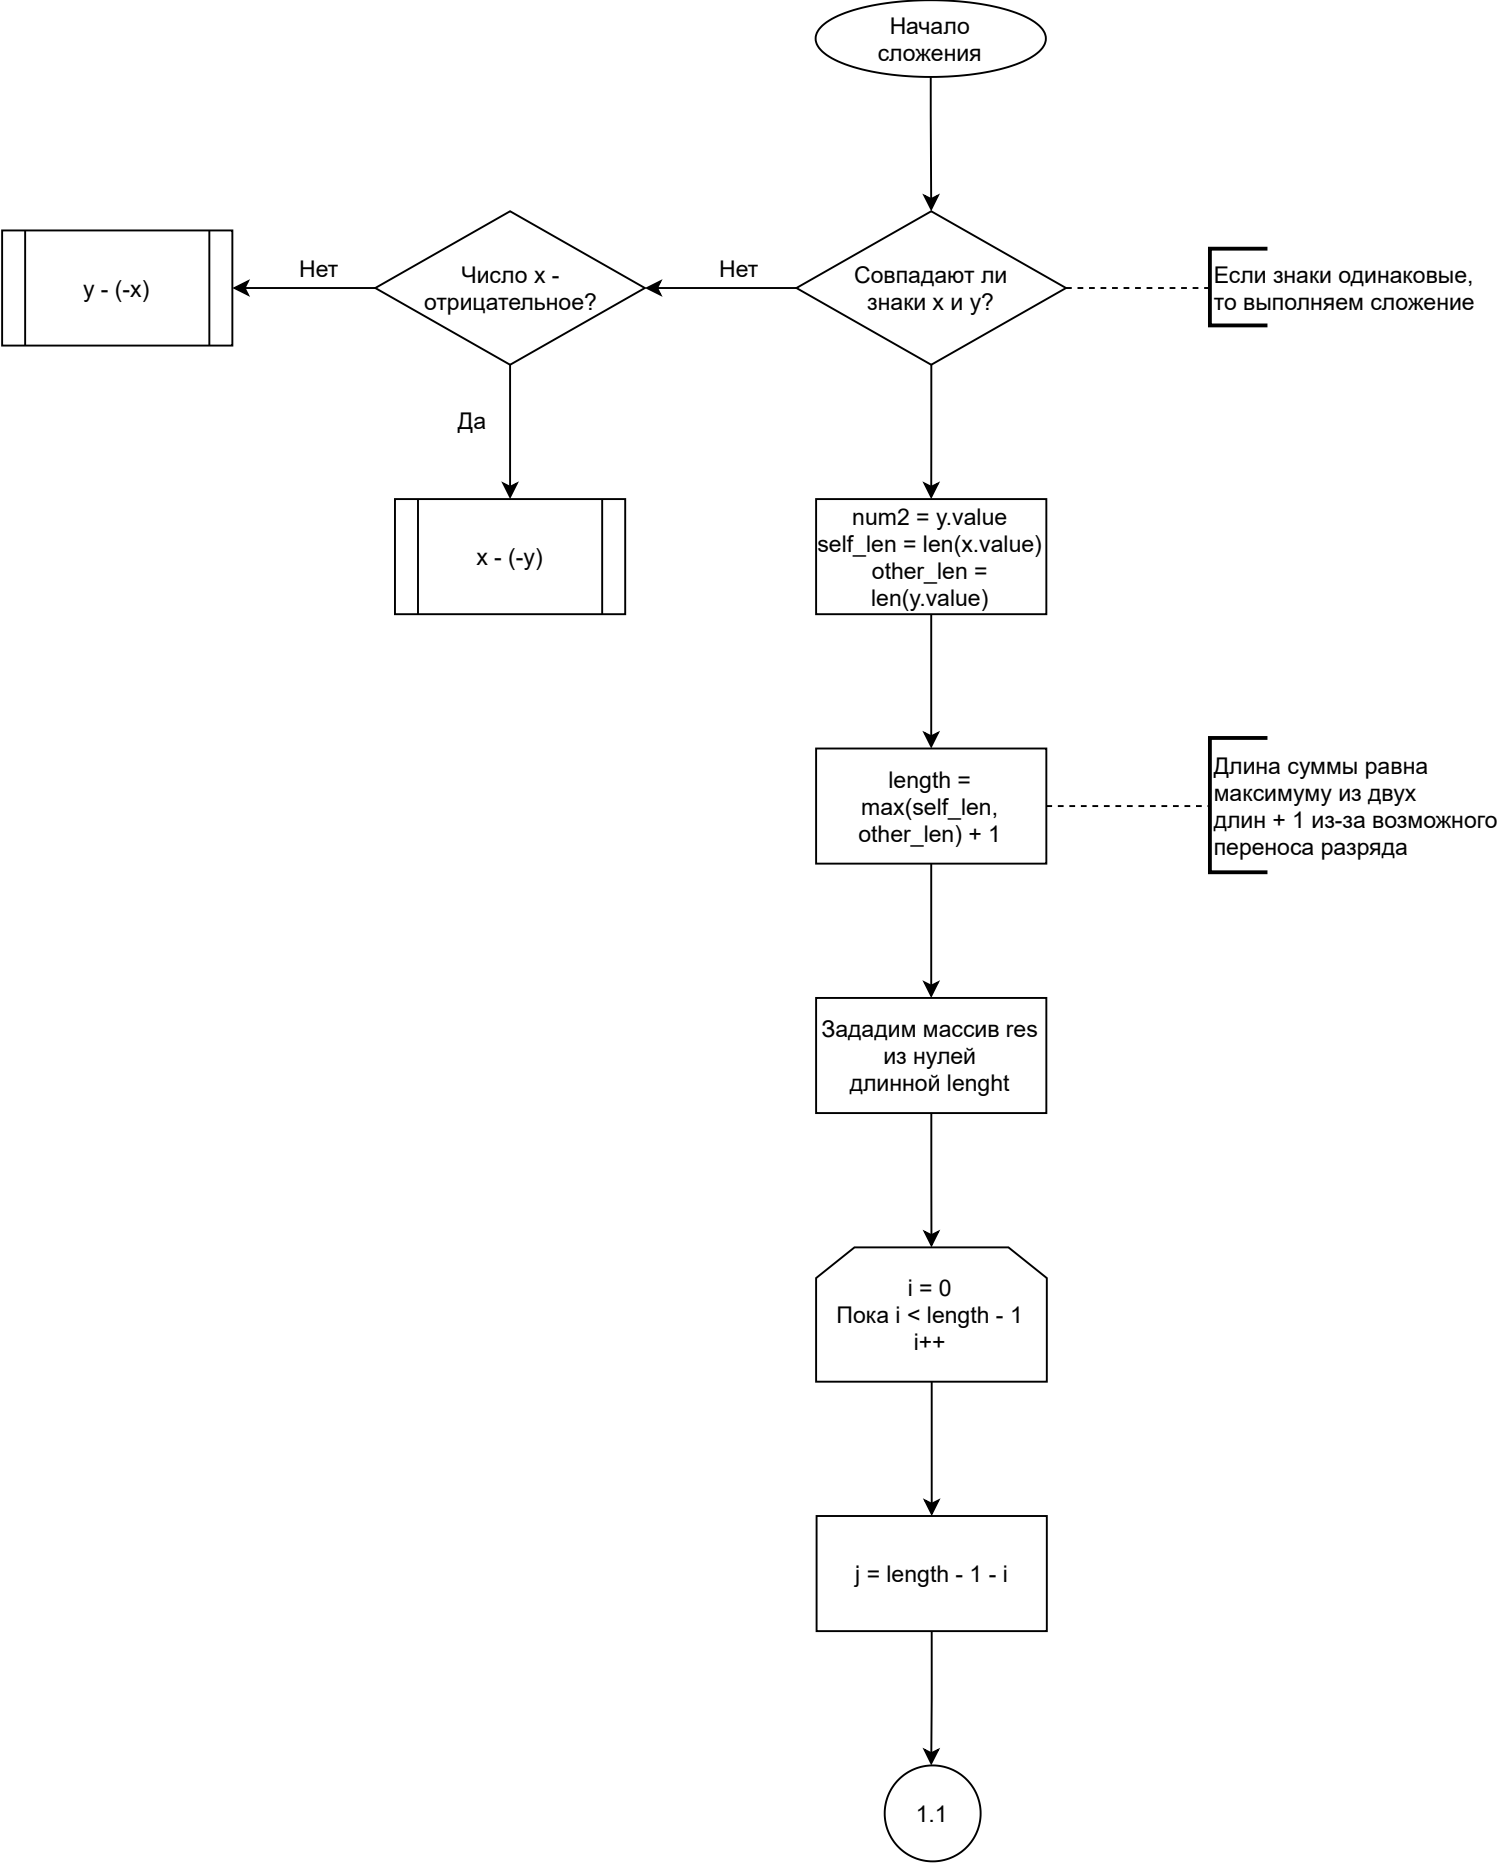 Начало
сложения
Совпадают ли
знаки x и y?
Если знаки одинаковые,
то выполняем сложение
Нет
Число x -
отрицательное?
Нет
y - (-x)
Да
x - (-y)
num2 = y.value
self_len = len(x.value)
other_len =
len(y.value)
length =
max(self_len,
other_len) + 1
Длина суммы равна
максимуму из двух
длин + 1 из-за возможного
переноса разряда
Зададим массив res
из нулей
длинной lenght
i = 0
Пока i < length - 1
i++
j = length - 1 - i
1.1